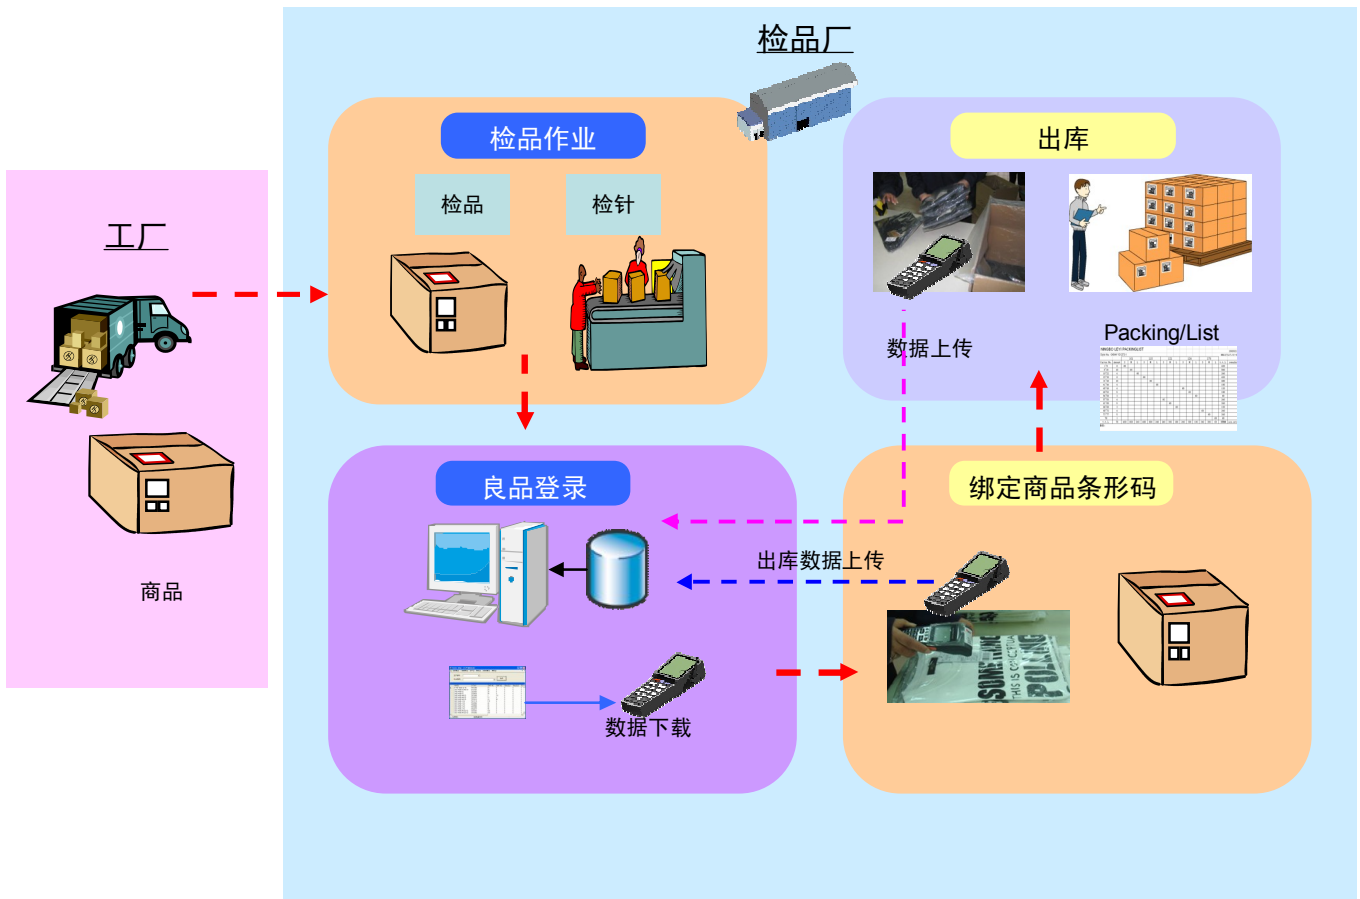 检品厂
工厂
商品
检品作业
检品
检针
出库
数据上传
Packing/List
良品登录
出库数据上传
数据下载
绑定商品条形码